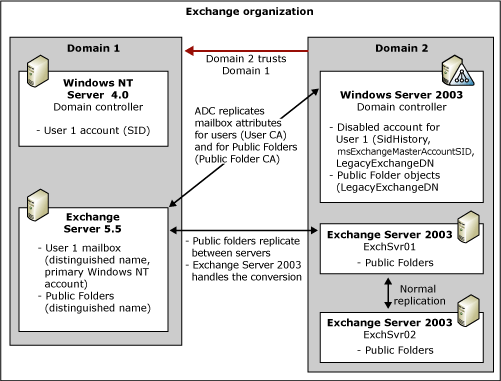 Exchange organization
Domain 1
Windows NT
Server 4.0
Domain controller
- User 1 account (SID)
Exchange
Server 5.5
- User 1 mailbox
(distinguished name,
primary Windows NT
account)
- Public Folders
(distinguished name)
Domain 2 trusts
Domain 1
ADC replicates
mailbox attributes
for users (User CA)
and for Public Folders
(Public Folder CA)
- Public folders replicate
between servers
- Exchange Server 2003
handles the conversion
Domain 2
Windows Server 2003
Domain controller
- Disabled account for
User 1 (SidHistory,
msExchangeMasterAccountSID,
LegacyExchangeDN
- Public Folder objects
(LegacyExchangeDN
Exchange Server 2003
ExchSvr01
- Public Folders
Normal
replication
Exchange Server 2003
ExchSvr02
- Public Folders